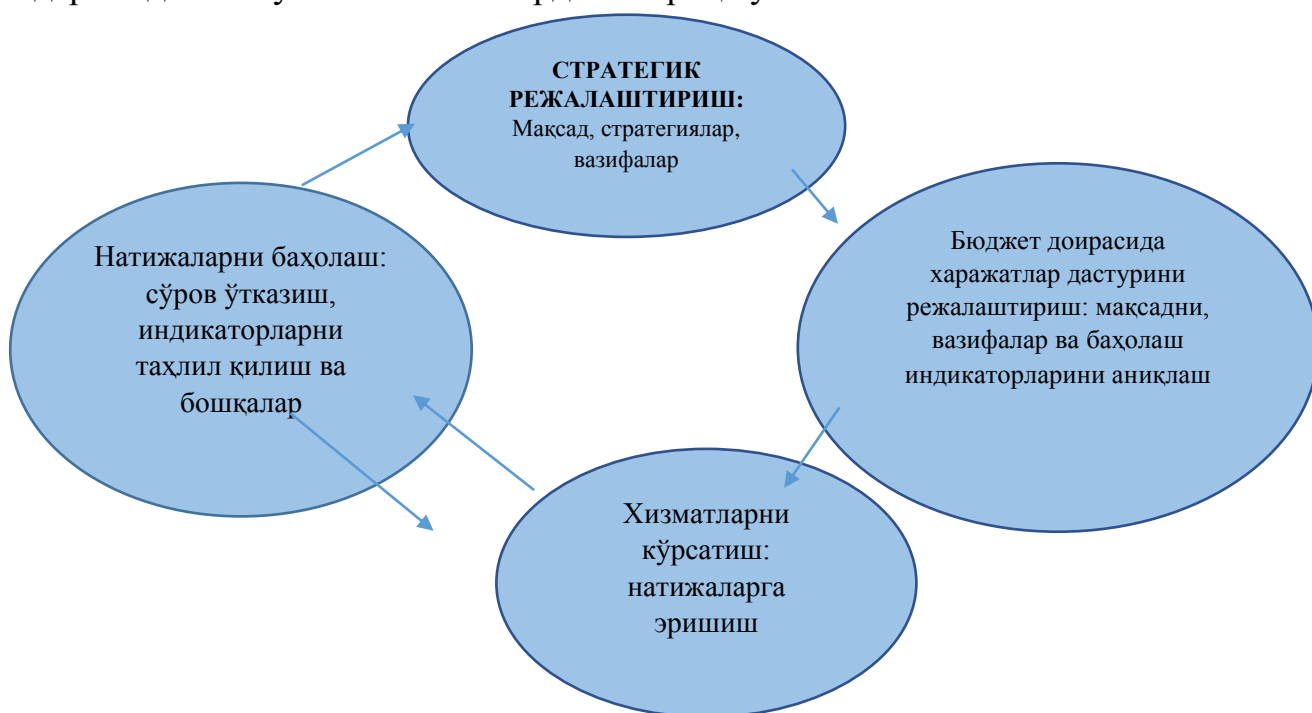 СТРАТЕГИК
РЕЖАЛАШТИРИШ:
Мақсад, стратегиялар,
вазифалар
Бюджет доирасида
харажатлар дастурини
режалаштириш: мақсадни,
вазифалар ва баҳолаш
индикаторларини аниқлаш
Натижаларни баҳолаш:
сўров ўтказиш,
индикаторларни
таҳлил қилиш ва
бошқалар
Хизматларни
кўрсатиш:
натижаларга
эришиш